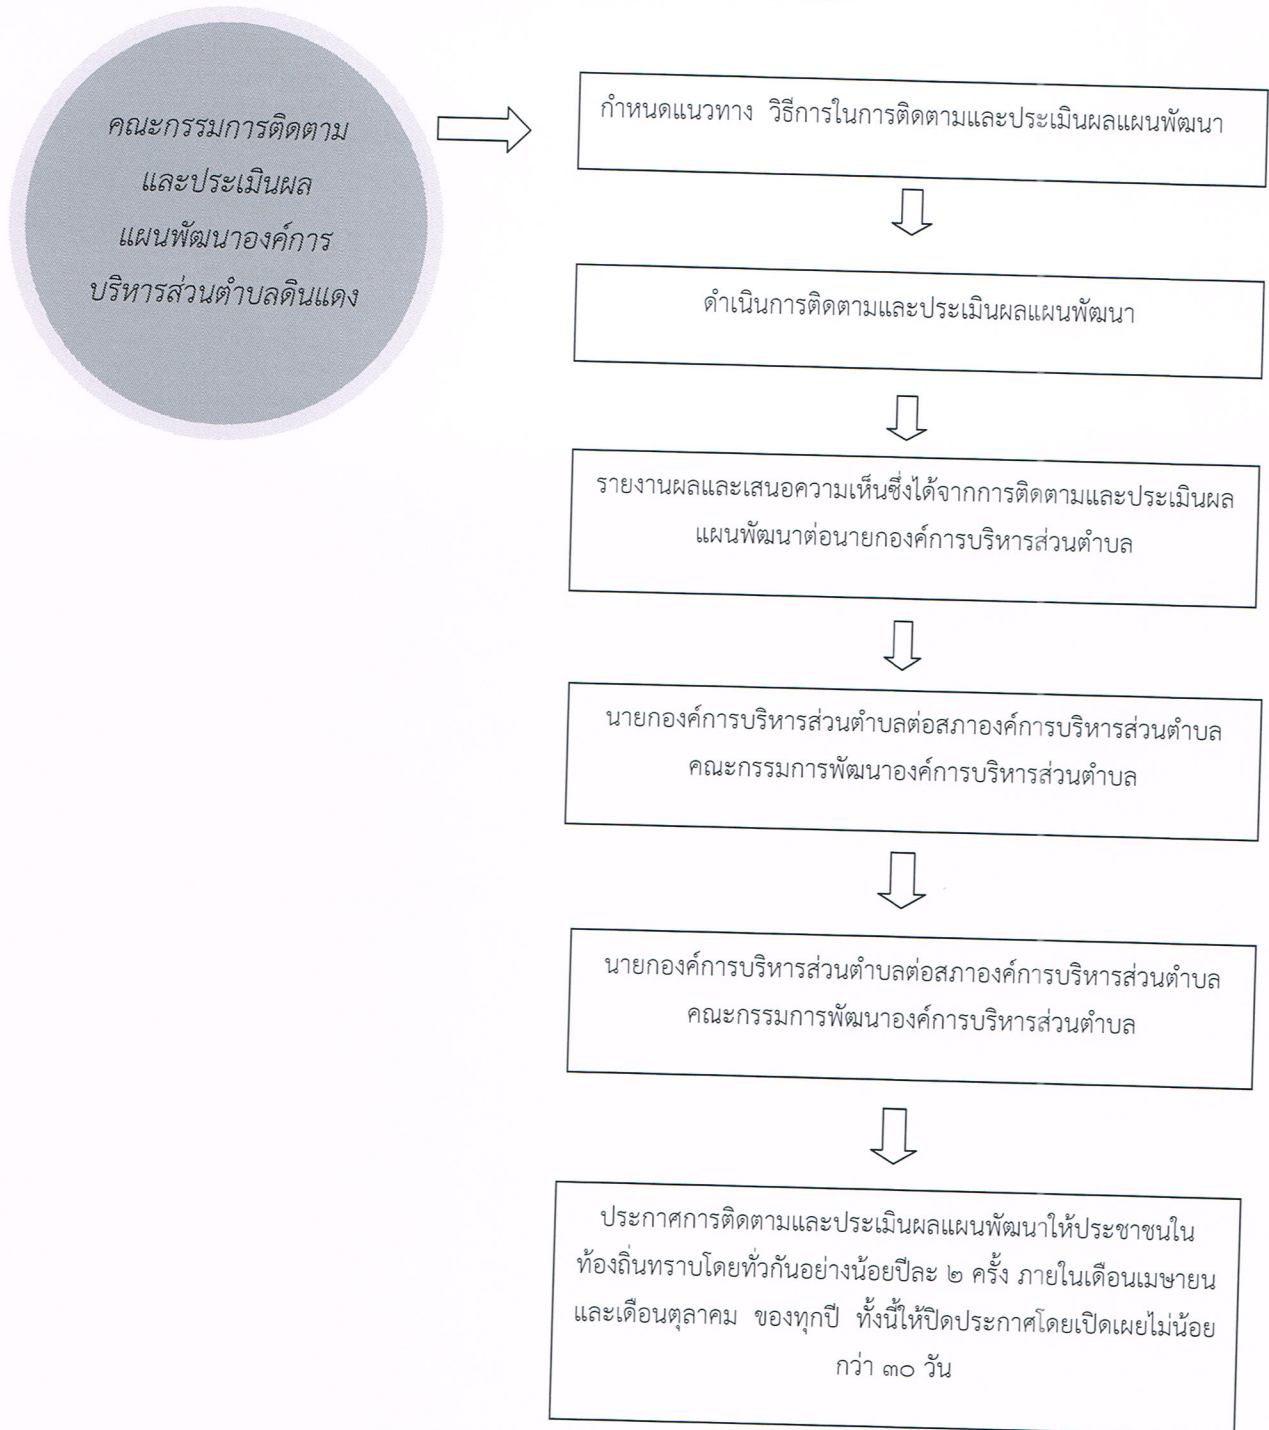 คณะกรรมการติดตาม
และประเมินผล
แผนพัฒนาองค์การ
บริหารส่วนตำบลดินแดง
กำหนดแนวทาง วิธีการในการติดตามและประเมินผลแผนพัฒนา
ดำเนินการติดตามและประเมินผลแผนพัฒนา
รายงานผลและเสนอความเห็นซึ่งได้จากการติดตามและประเมินผล
แผนพัฒนาต่อนายกองค์การบริหารส่วนตำบล
นายกองค์การบริหารส่วนตำบลต่อสภาองค์การบริหารส่วนตำบล
คณะกรรมการพัฒนาองค์การบริหารส่วนตำบล
นายกองค์การบริหารส่วนตำบลต่อสภาองค์การบริหารส่วนตำบล
คณะกรรมการพัฒนาองค์การบริหารส่วนตำบล
ประกาศการติดตามและประเมินผลแผนพัฒนาให้ประชาชนใน
ท้องถิ่นทราบโดยทั่วกันอย่างน้อยปีละ ๒ ครั้ง ภายในเดือนเมษายน
และเดือนตุลาคม ของทุกปี ทั้งนี้ให้ปิดประกาศโดยเปิดเผยไม่น้อย
กว่า ๓๐ วัน